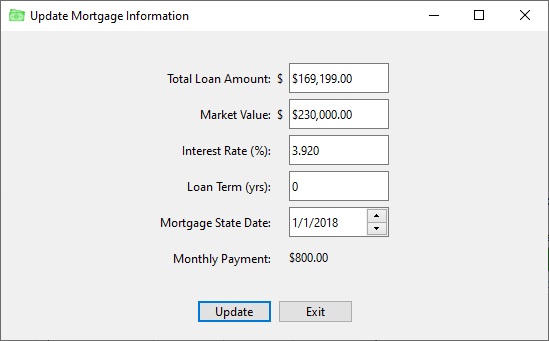 Update Mortgage Information
Total Loan Amount: $ $169,199.00
Market Value: $ $230,000.00
Interest Rate (%): 3.920
Loan Term (yrs): 0
Mortgage State Date: 1/1/2018
Monthly Payment: $800.00
Update Exit